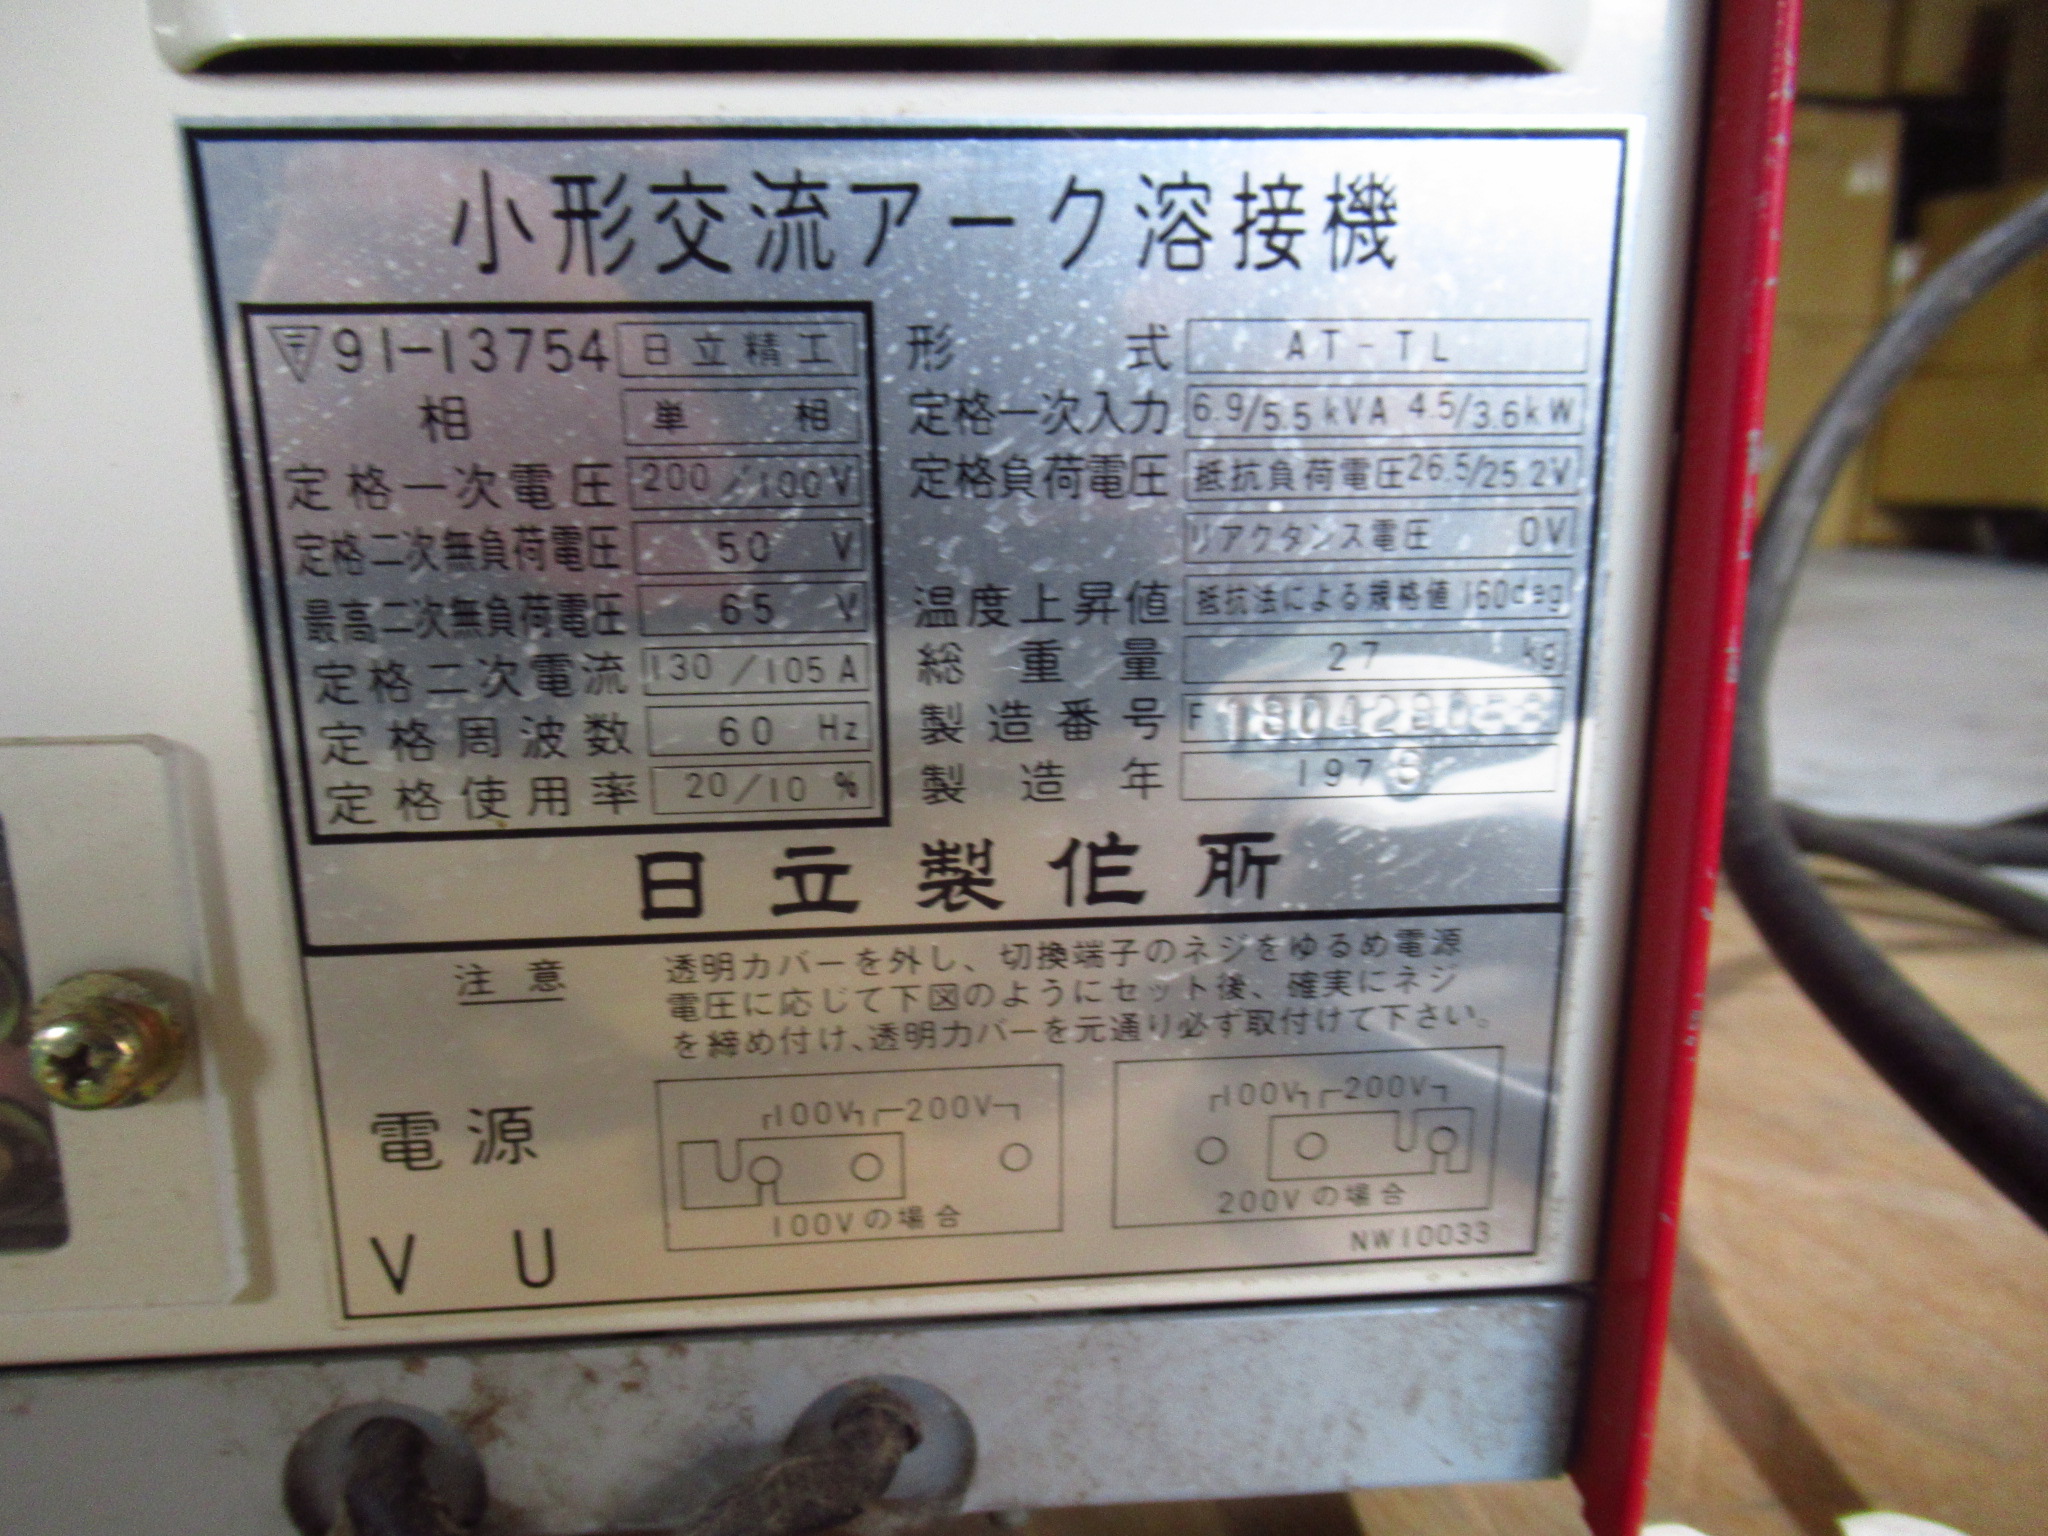 小形交流アーク溶接機
91-13754 日立精工
相 単相
定格一次電圧 200/100V
定格二次無負荷電圧 50 V
最高二次無負荷電圧 65 V
定格二次電流 130/105A
定格周波数 60 Hz
定格使用率 20/10 %
形式 AT-TL
定格一次入力 6.9/5.5kVA 4.5/3.6kW
定格負荷電圧 抵抗負荷電圧26.5/25.2V
リアクタンス電圧 0V
温度上昇値 抵抗法による規格値 160deg
総重量 27 kg
製造番号 F
製造年 1978
日立製作所
注意
透明カバーを外し、切換端子のネジをゆるめ電源
電圧に応じて下図のようにセット後、確実にネジ
を締め付け、透明カバーを元通り必ず取付けて下さい。
電源
V U
100V 200V
100Vの場合
100V 200V
200Vの場合
NW10033